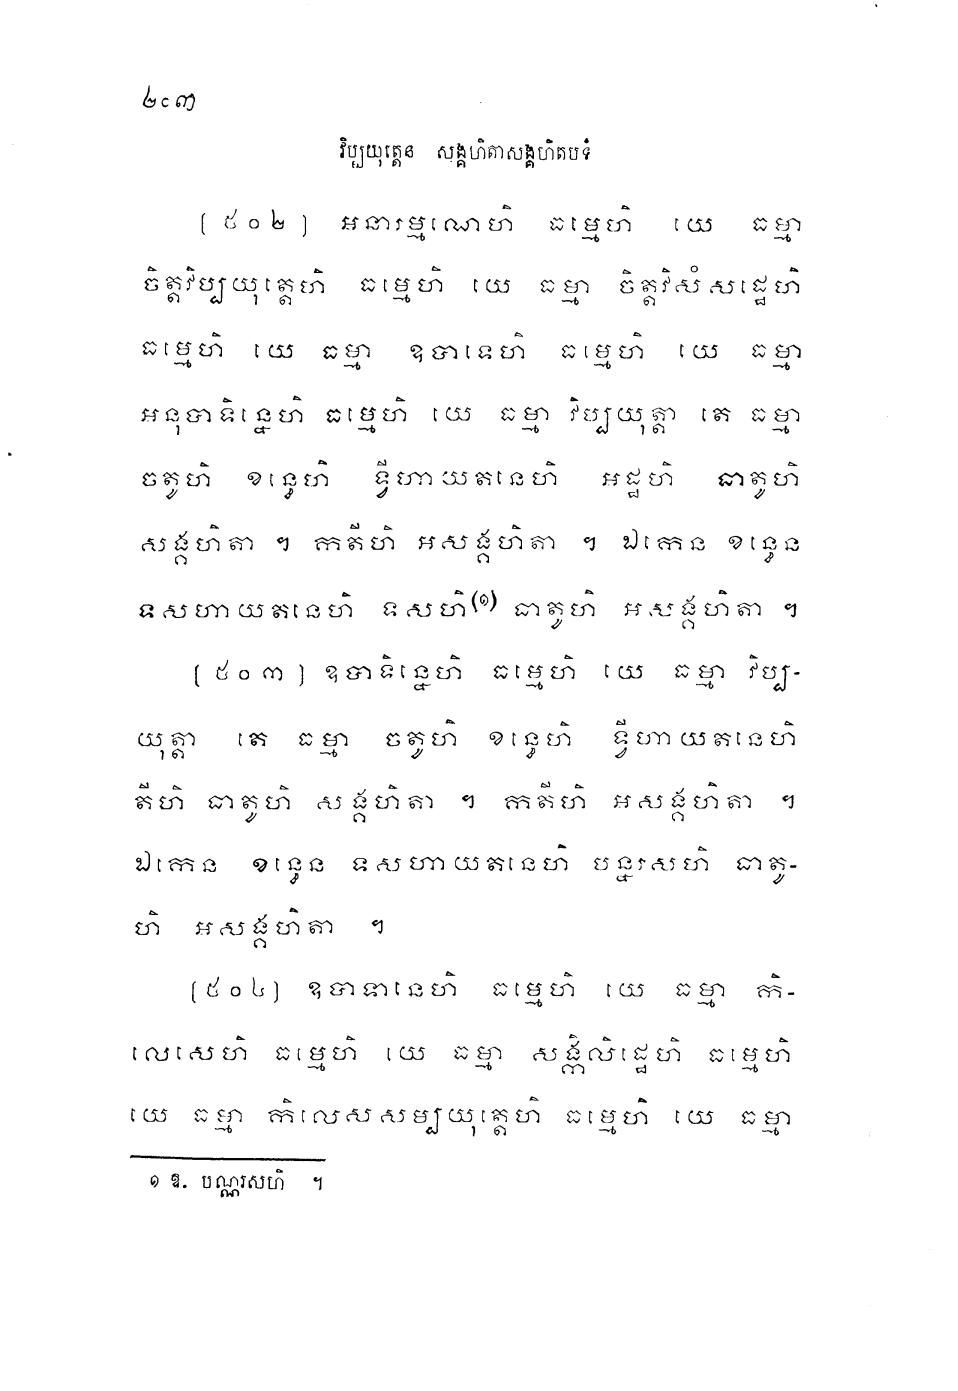 ២៩៣
វិប្បយុត្តេន សង្គហិតាសង្គហិតបទំ
[ ៥០២ ] អនារម្មណេហិ ធម្មេហិ យេ ធម្មា
ចិត្តវិប្បយុត្តេហិ ធម្មេហិ យេ ធម្មា ចិត្តវិសំសដ្ឋេហិ
ធម្មេហិ យេ ធម្មា ឧបាទេហិ ធម្មេហិ យេ ធម្មា
អនុបាទិន្នេហិ ធម្មេហិ យេ ធម្មា វិប្បយុត្តា តេ ធម្មា
ចតូហិ ខន្ធេហិ ទ្វីហាយតនេហិ អដ្ឋហិ ធាតូហិ
សង្គហិតា ។ កតីហិ អសង្គហិតា ។ ឯកេន ខន្ធេន
ទសហាយតនេហិ ទសហិ(១) ធាតូហិ អសង្គហិតា ។
[ ៥០៣ ] ឧបាទិន្នេហិ ធម្មេហិ យេ ធម្មា វិប្ប-
យុត្តា តេ ធម្មា ចតូហិ ខន្ធេហិ ទ្វីហាយតនេហិ
តីហិ ធាតូហិ សង្គហិតា ។ កតីហិ អសង្គហិតា ។
ឯកេន ខន្ធេន ទសហាយតនេហិ បន្នរសហិ ធាតូ-
ហិ អសង្គហិតា ។
[ ៥០៤ ] ឧបាទានេហិ ធម្មេហិ យេ ធម្មា កិ-
លេសេហិ ធម្មេហិ យេ ធម្មា សង្កិលិដ្ឋេហិ ធម្មេហិ
យេ ធម្មា កិលេសសម្បយុត្តេហិ ធម្មេហិ យេ ធម្មា
១ ឱ. បណ្ណរសហិ ។